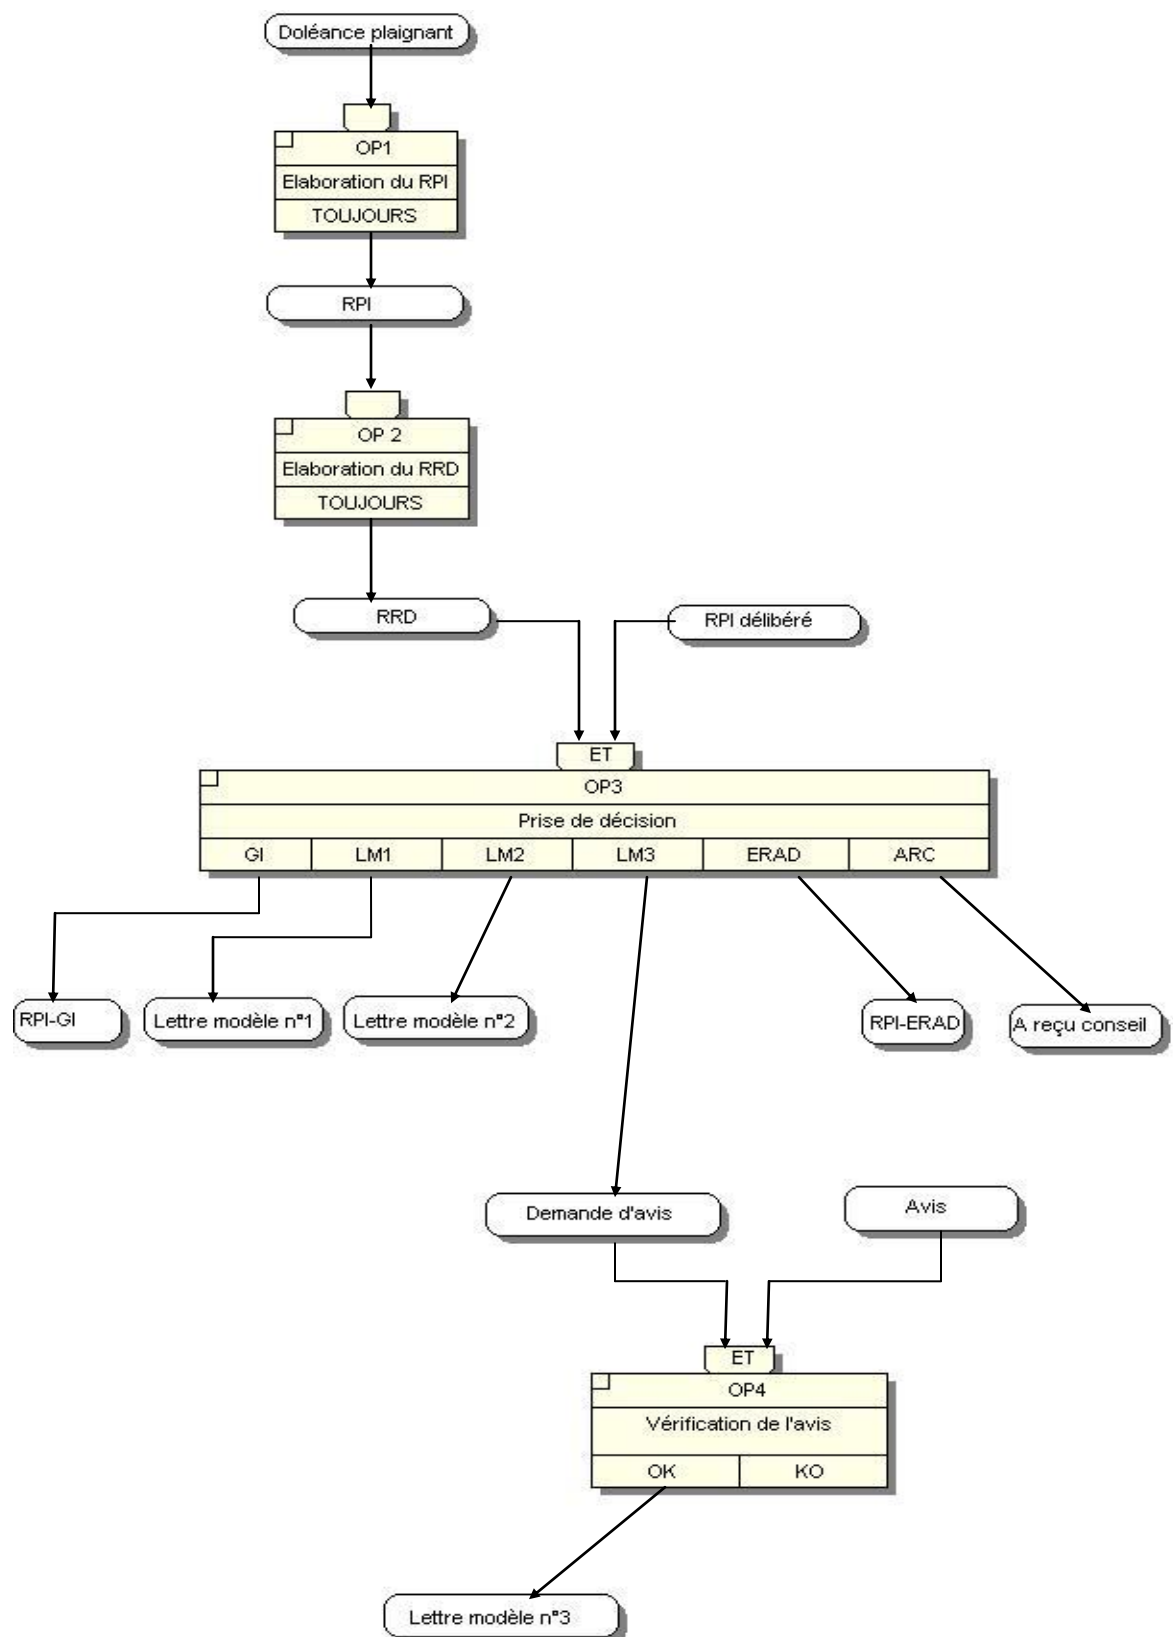 Doléance plaignant
OP1
Elaboration du RPI
TOUJOURS
RPI
OP 2
Elaboration du RRD
TOUJOURS
RRD
RPI délibéré
ET
OP3
Prise de décision
GI
LM1
LM2
LM3
ERAD
ARC
RPI-GI
Lettre modèle n°1
Lettre modèle n°2
RPI-ERAD
A reçu conseil
Demande d'avis
Avis
ET
OP4
Vérification de l'avis
OK
KO
Lettre modèle n°3